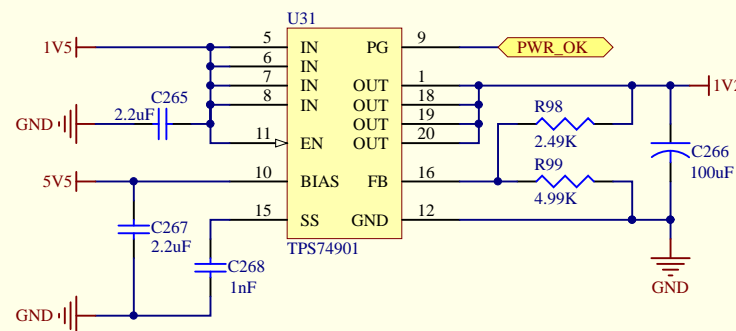 U31
1V5
5
IN
PG
9
PWR_OK
6
IN
7
IN
OUT
1
1V2
8
IN
OUT
18
C265
2.2uF
GND
OUT
19
R98
2.49K
11
EN
OUT
20
C266
100uF
5V5
10
BIAS
FB
16
R99
4.99K
15
SS
GND
12
C267
2.2uF
TPS74901
C268
1nF
GND
GND